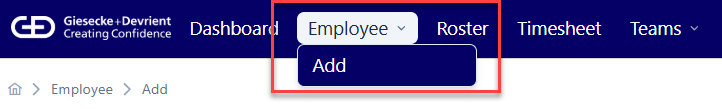 Giesecke+Devrient
Creating Confidence
Dashboard Employee Roster Timesheet Teams
Add
Employee Add